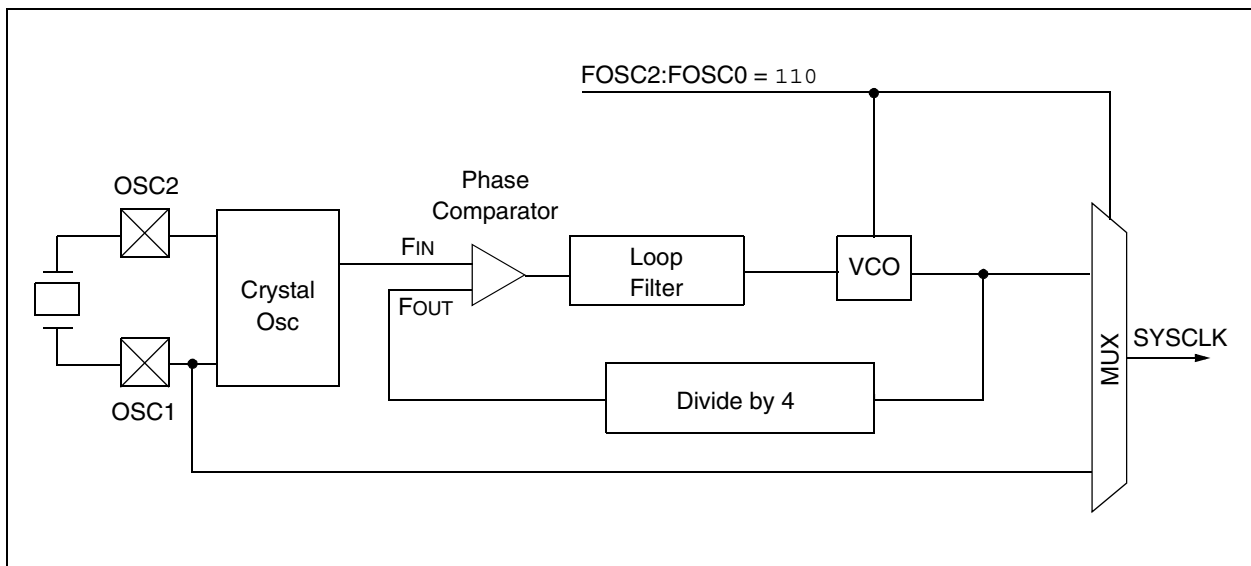 FOSC2:FOSC0 = 110
OSC2
Phase
Comparator
Crystal
Osc
FIN
FOUT
Loop
Filter
VCO
Divide by 4
OSC1
MUX
SYSCLK